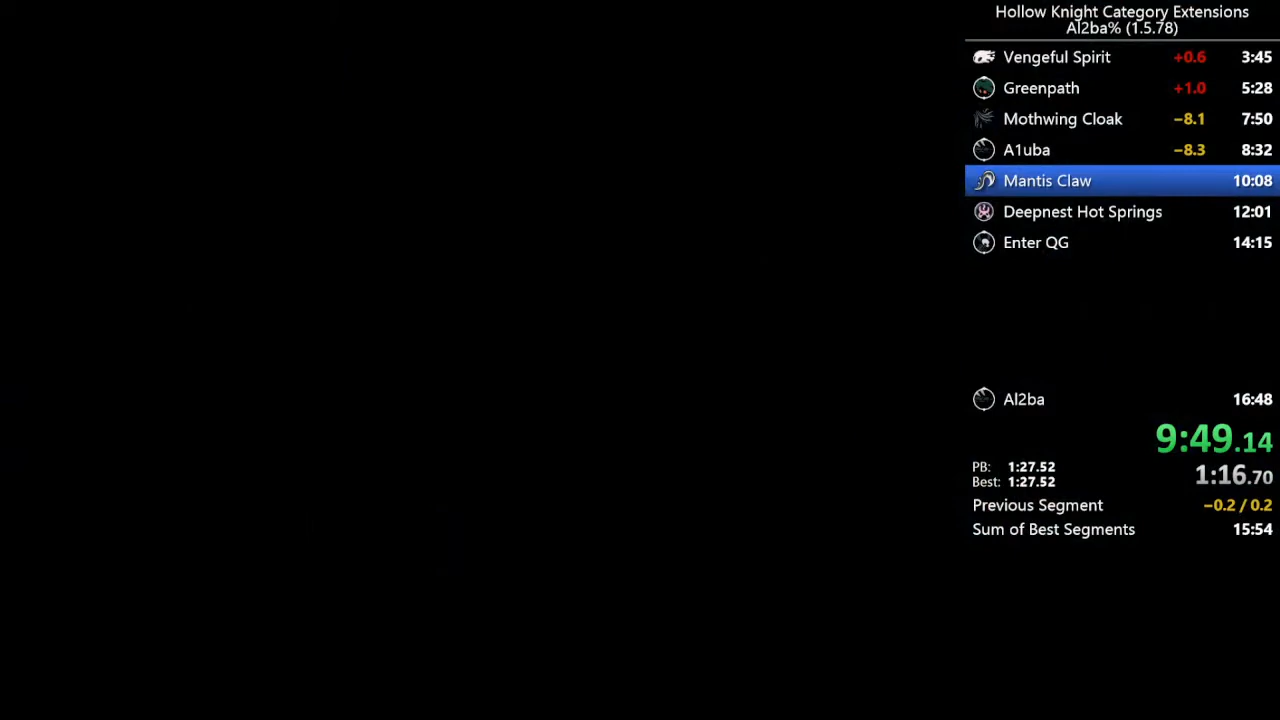 Hollow Knight Category Extensions
Al2ba% (1.5.78)
Vengeful Spirit +0.6 3:45
Greenpath +1.0 5:28
Mothwing Cloak −8.1 7:50
A1uba −8.3 8:32
Mantis Claw 10:08
Deepnest Hot Springs 12:01
Enter QG 14:15
Al2ba 16:48
9:49.14
PB: 1:27.52
Best: 1:27.52
1:16.70
Previous Segment −0.2 / 0.2
Sum of Best Segments 15:54